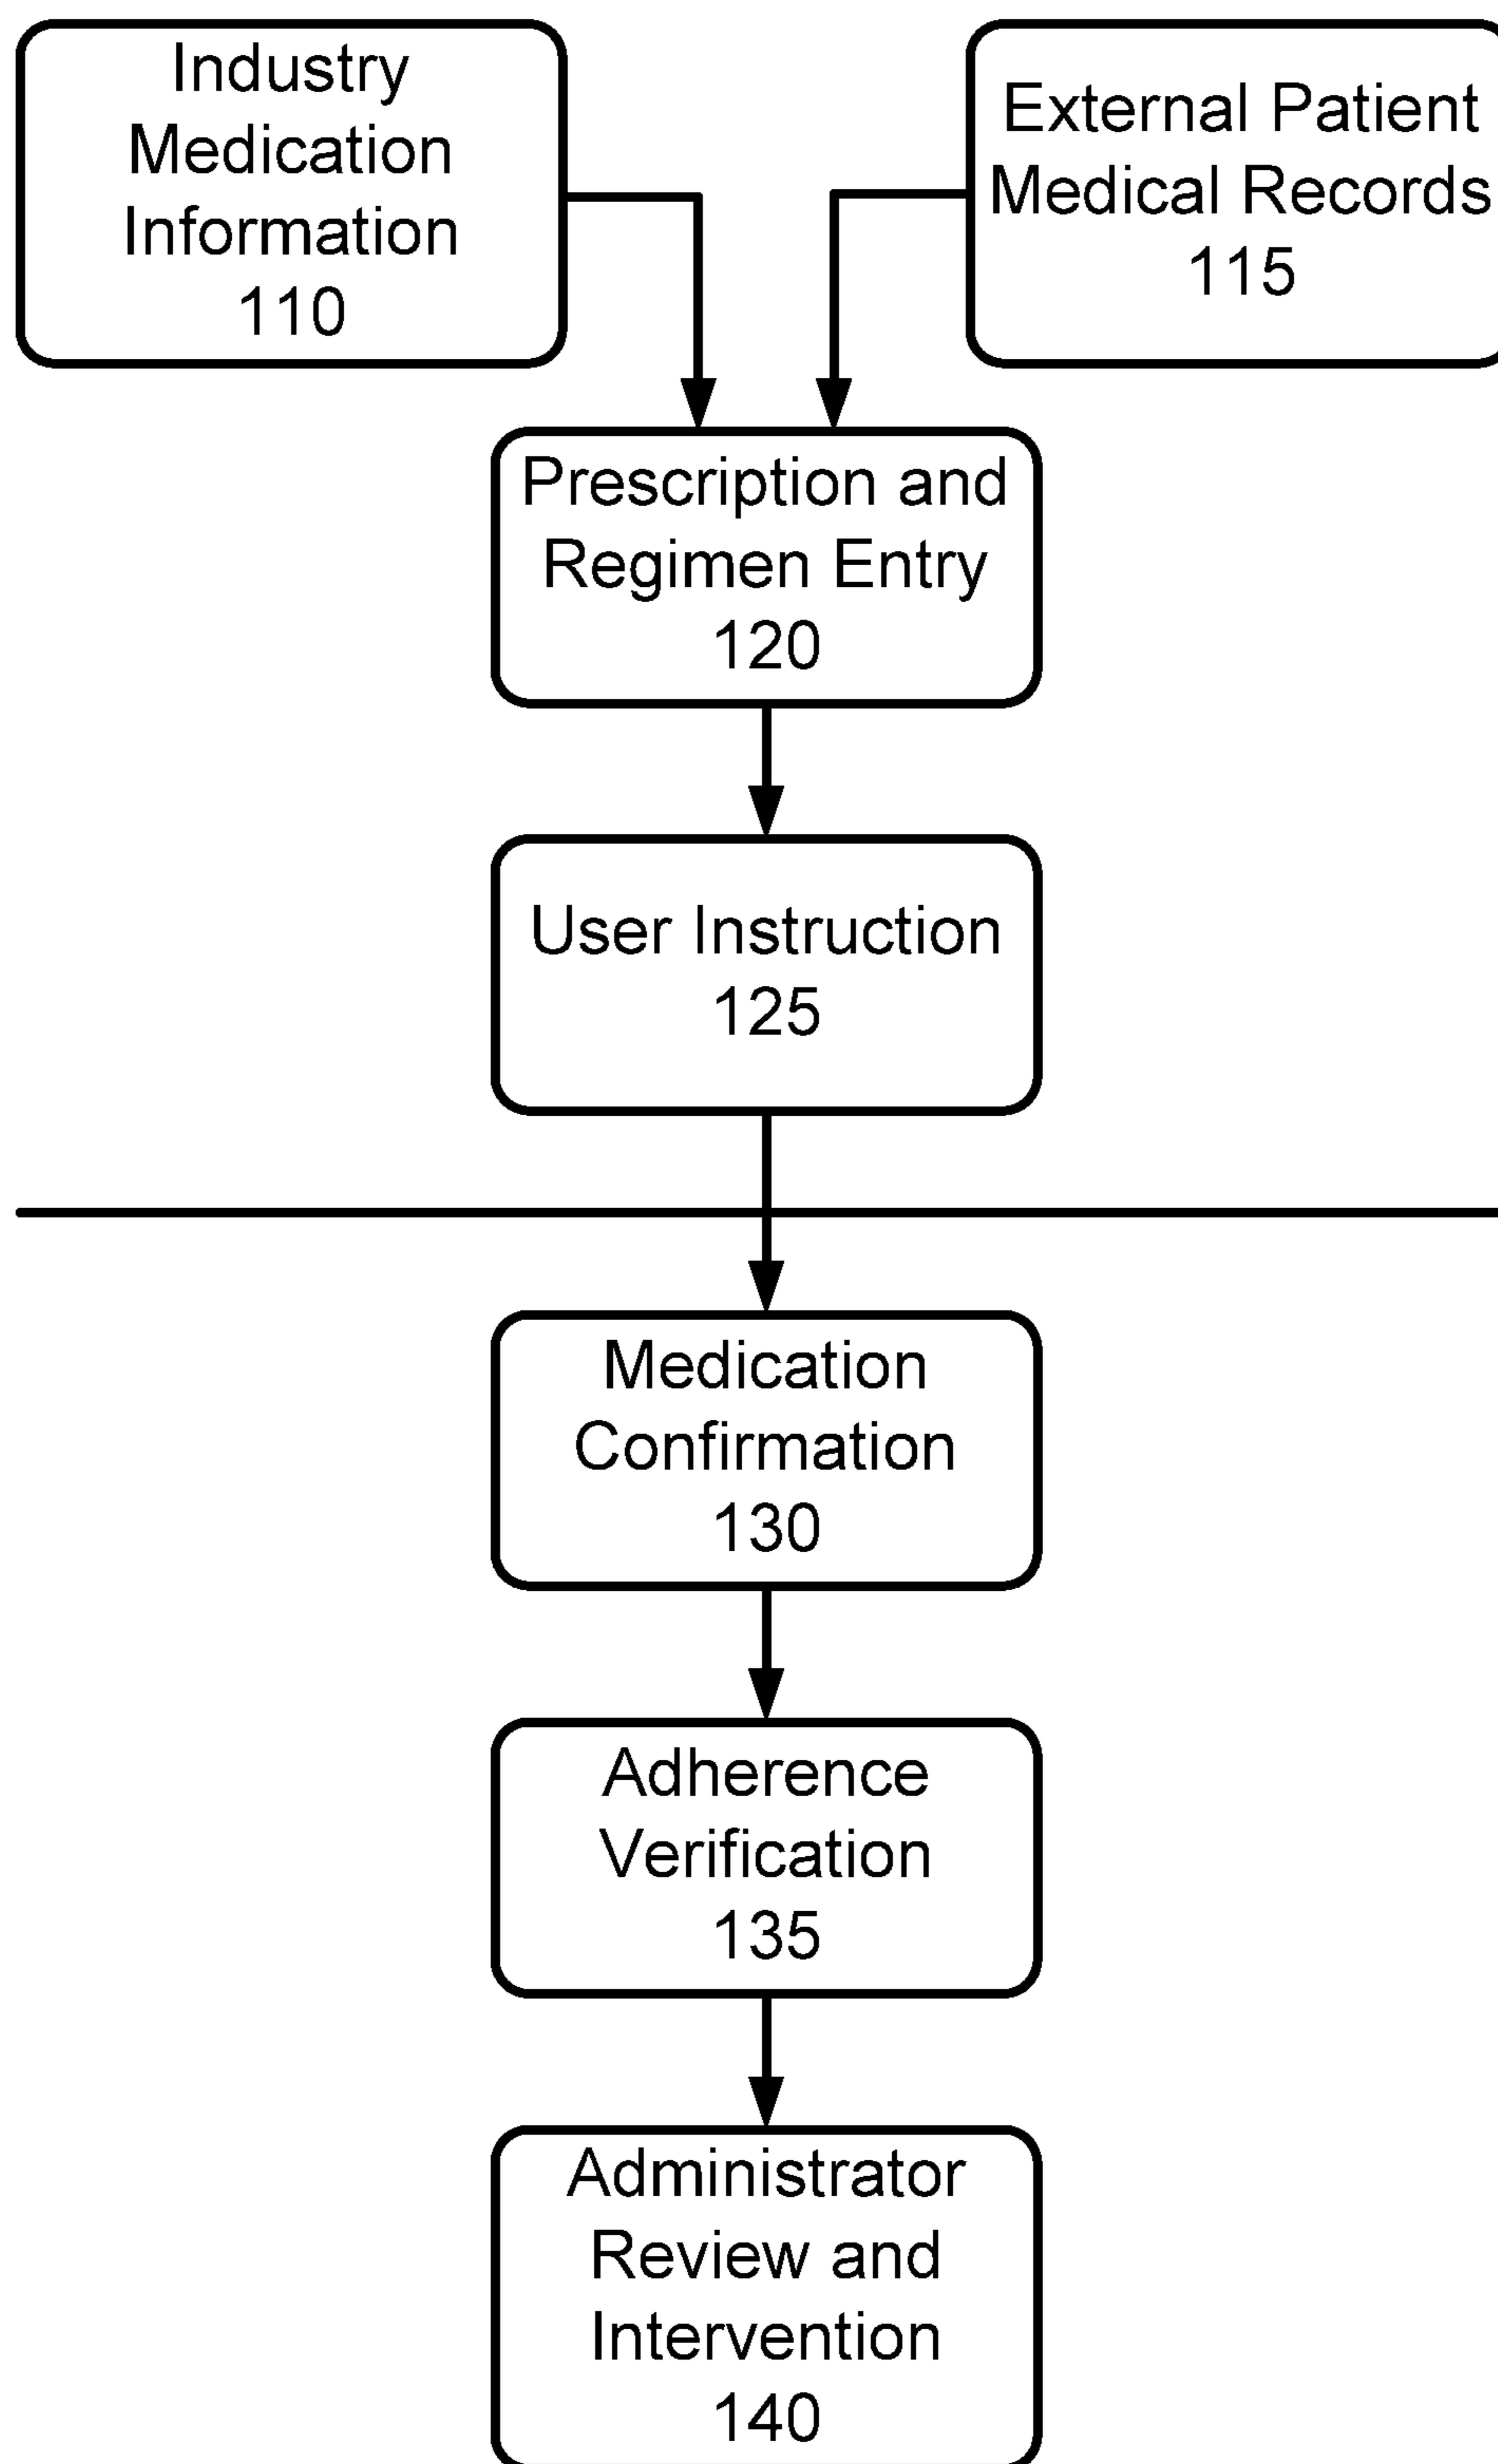 Industry
Medication
Information
110
External Patient
Medical Records
115
Prescription and
Regimen Entry
120
User Instruction
125
Medication
Confirmation
130
Adherence
Verification
135
Administrator
Review and
Intervention
140